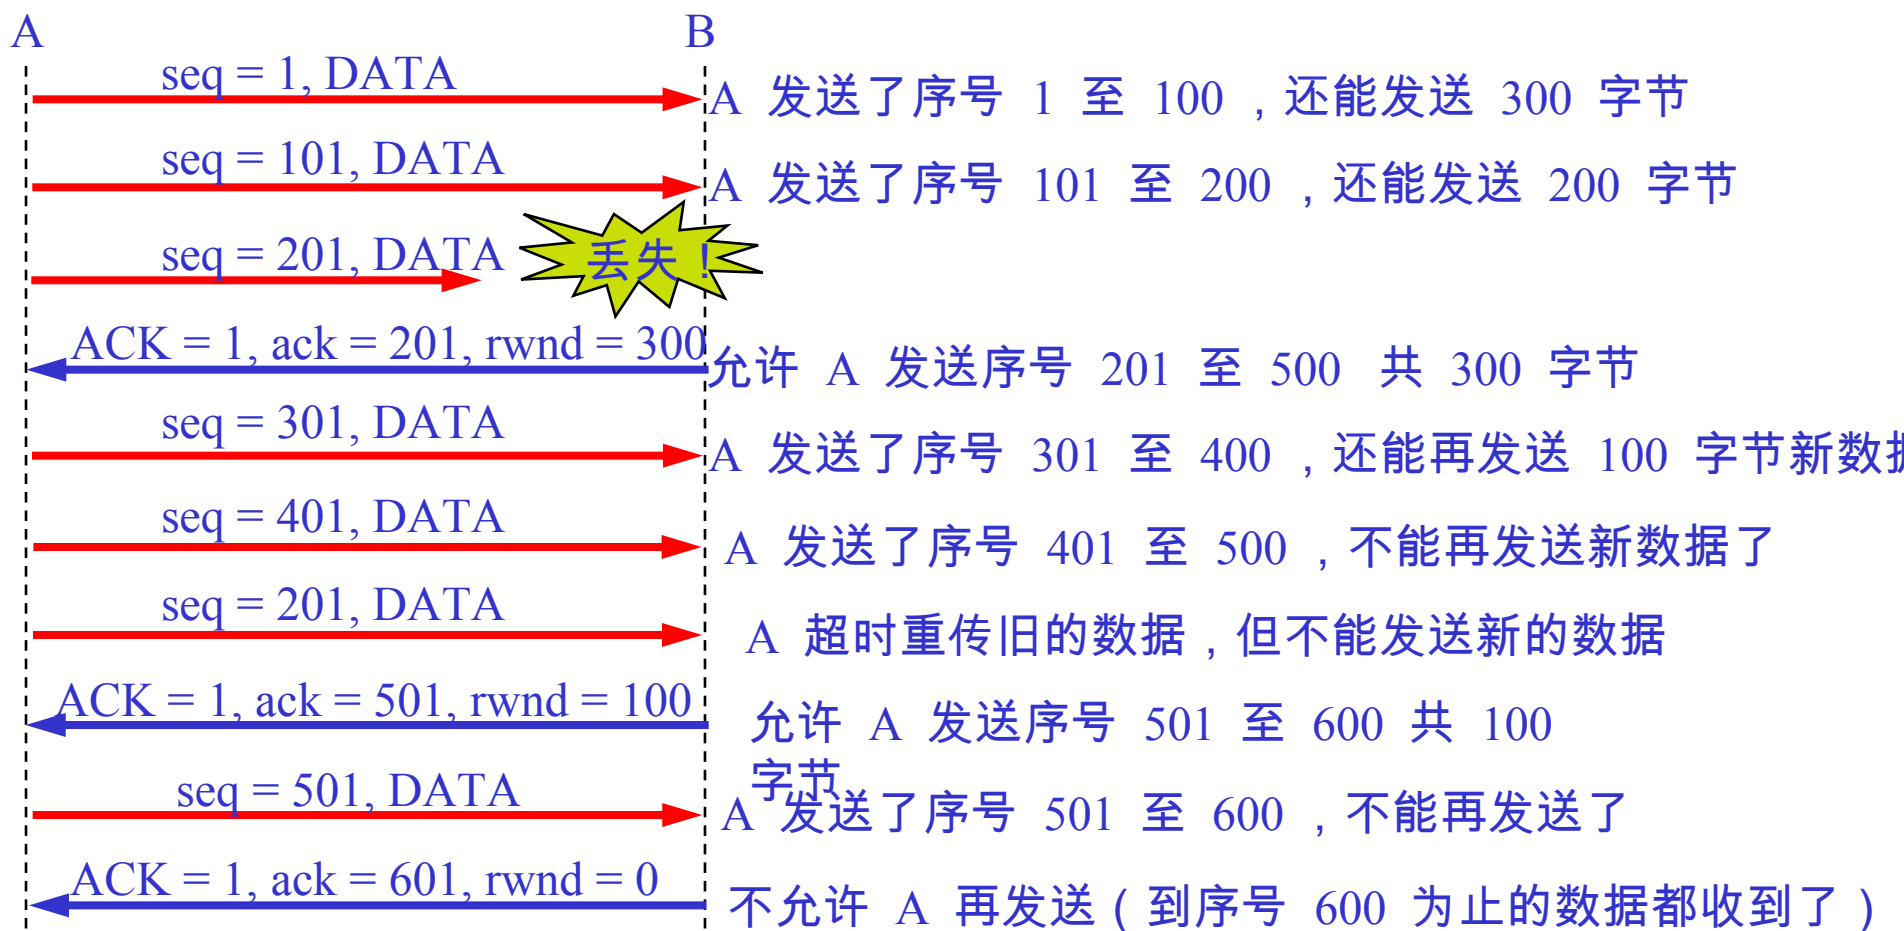 A
B
seq = 1, DATA
A 发送了序号 1 至 100 ，还能发送 300 字节
seq = 101, DATA
A 发送了序号 101 至 200 ，还能发送 200 字节
seq = 201, DATA
丢失！
ACK = 1, ack = 201, rwnd = 300
允许 A 发送序号 201 至 500 共 300 字节
seq = 301, DATA
A 发送了序号 301 至 400 ，还能再发送 100 字节新数据
seq = 401, DATA
A 发送了序号 401 至 500 ，不能再发送新数据了
seq = 201, DATA
A 超时重传旧的数据，但不能发送新的数据
ACK = 1, ack = 501, rwnd = 100
允许 A 发送序号 501 至 600 共 100
字节
seq = 501, DATA
A 发送了序号 501 至 600 ，不能再发送了
ACK = 1, ack = 601, rwnd = 0
不允许 A 再发送（到序号 600 为止的数据都收到了）